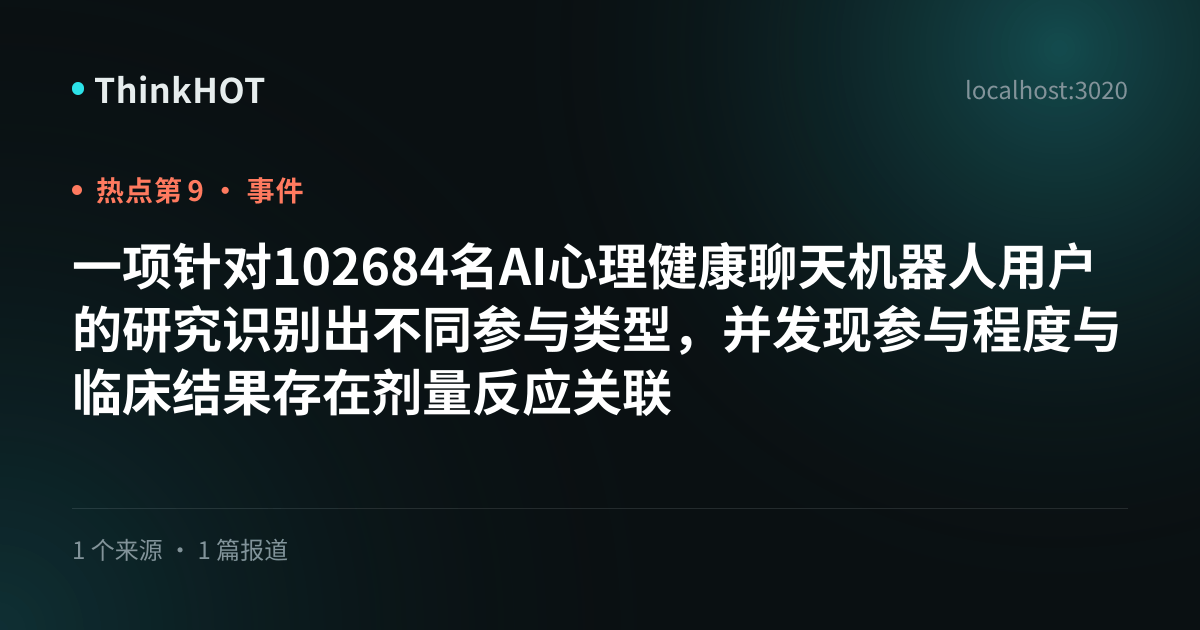 ThinkHOT
localhost:3020
热点第 9 · 事件
一项针对102684名AI心理健康聊天机器人用户
的研究识别出不同参与类型，并发现参与程度与
临床结果存在剂量反应关联
1 个来源 · 1 篇报道